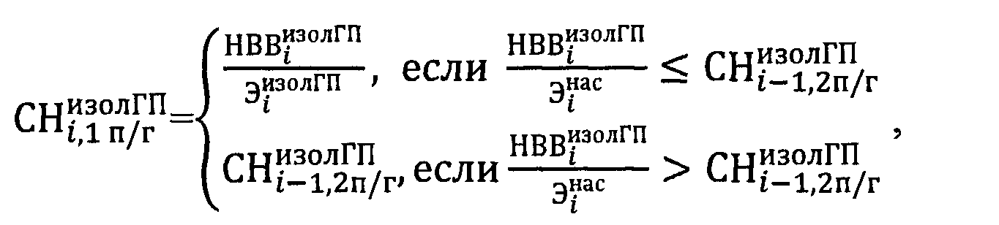 СН^{изолГП}_{i,1 п/г} = { НВВ^{изолГП}_i / Э^{изолГП}_i , если НВВ^{изолГП}_i / Э^{нас}_i ≤ СН^{изолГП}_{i−1,2п/г}
СН^{изолГП}_{i−1,2п/г}, если НВВ^{изолГП}_i / Э^{нас}_i > СН^{изолГП}_{i−1,2п/г} ,